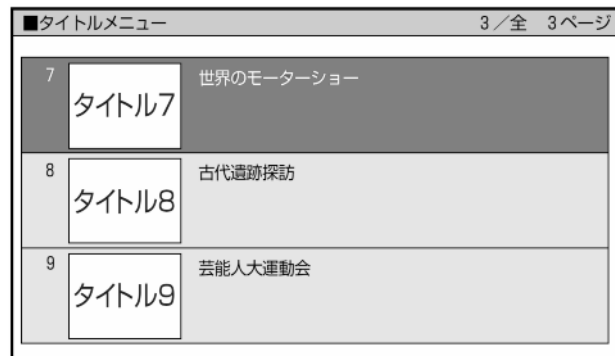 ■タイトルメニュー 3／全 3ページ
7 タイトル7 世界のモーターショー
8 タイトル8 古代遺跡探訪
9 タイトル9 芸能人大運動会